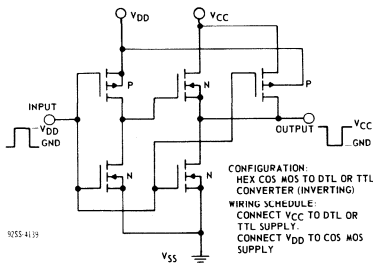 VDD
VCC
P
N
P
INPUT
VDD
GND
OUTPUT
VCC
GND
N
N
CONFIGURATION:
HEX COS MOS TO DTL OR TTL
CONVERTER (INVERTING)
WIRING SCHEDULE:
CONNECT VCC TO DTL OR
TTL SUPPLY.
CONNECT VDD TO COS MOS
SUPPLY
92SS-4139
VSS